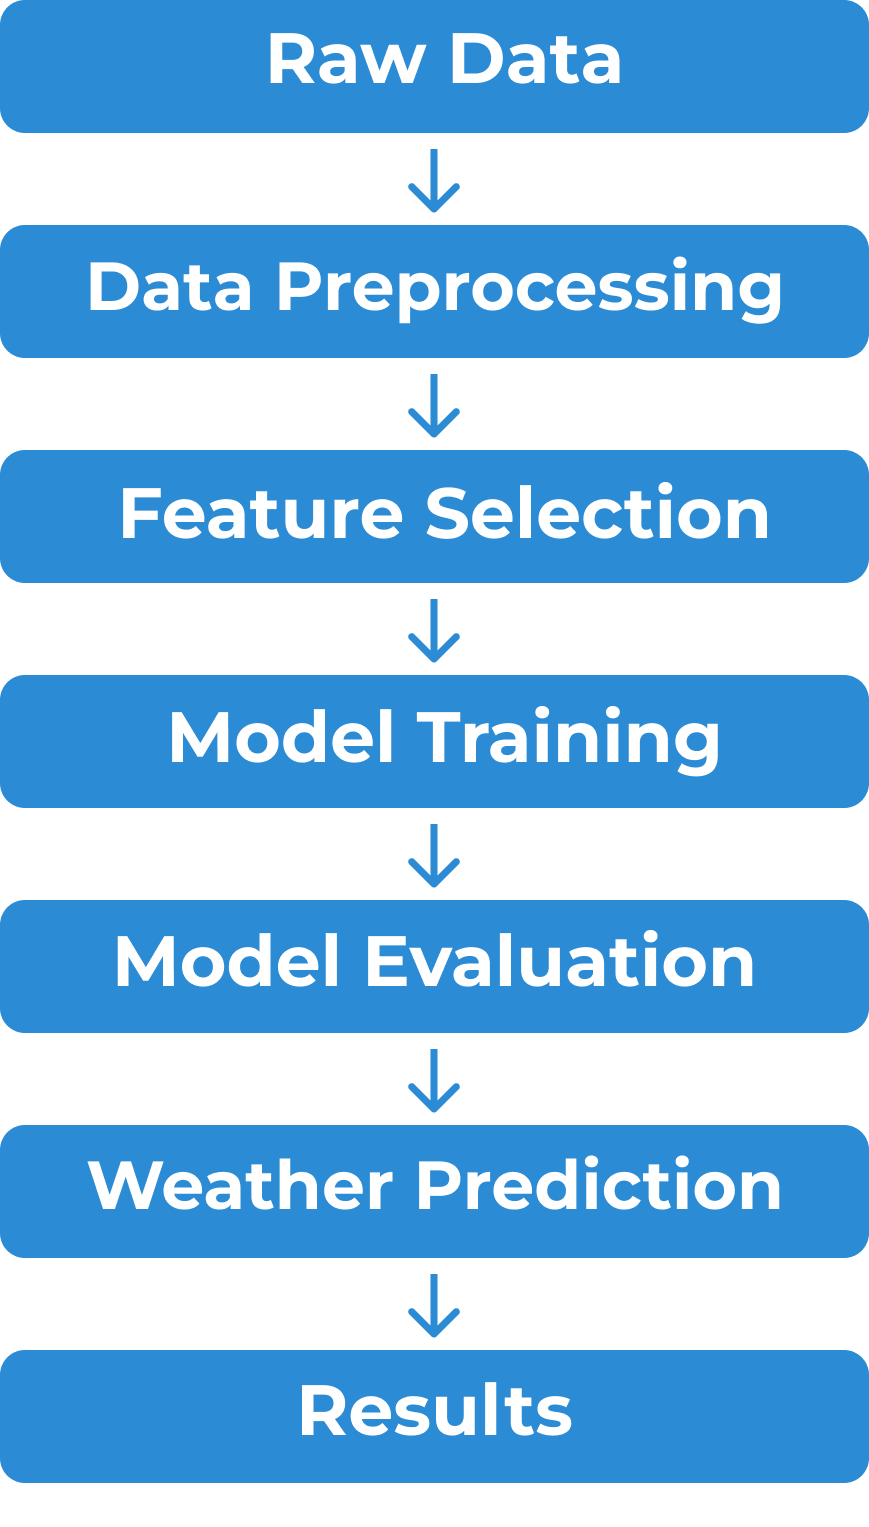 Raw Data
Data Preprocessing
Feature Selection
Model Training
Model Evaluation
Weather Prediction
Results